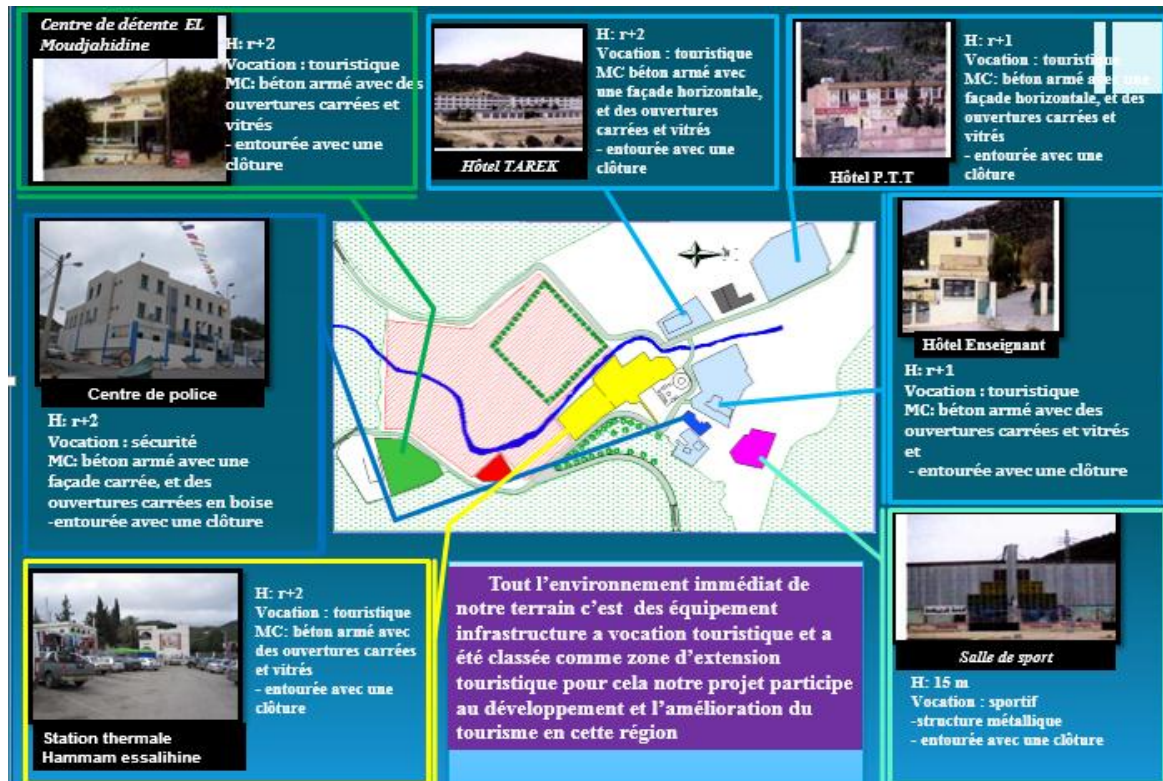 Centre de détente EL
Moudjahidine
H: r+2
Vocation : touristique
MC: béton armé avec des
ouvertures carrées et
vitrés
- entourée avec une
clôture
H: r+2
Vocation : touristique
MC béton armé avec
une façade horizontale,
et des ouvertures
carrées et vitrés
- entourée avec une
clôture
Hôtel TAREK
H: r+1
Vocation : touristique
MC: béton armé avec une
façade horizontale, et des
ouvertures carrées et
vitrés
- entourée avec une
clôture
Hôtel P.T.T
Centre de police
H: r+2
Vocation : sécurité
MC: béton armé avec une
façade carrée, et des
ouvertures carrées en boise
-entourée avec une clôture
Hôtel Enseignant
H: r+1
Vocation : touristique
MC: béton armé avec des
ouvertures carrées et vitrés
et
- entourée avec une clôture
H: r+2
Vocation : touristique
MC: béton armé avec
des ouvertures carrées
et vitrés
- entourée avec une
clôture
Station thermale
Hammam essalihine
Tout l’environnement immédiat de
notre terrain c’est des équipement
infrastructure a vocation touristique et a
été classée comme zone d’extension
touristique pour cela notre projet participe
au développement et l’amélioration du
tourisme en cette région
Salle de sport
H: 15 m
Vocation : sportif
-structure métallique
- entourée avec une clôture